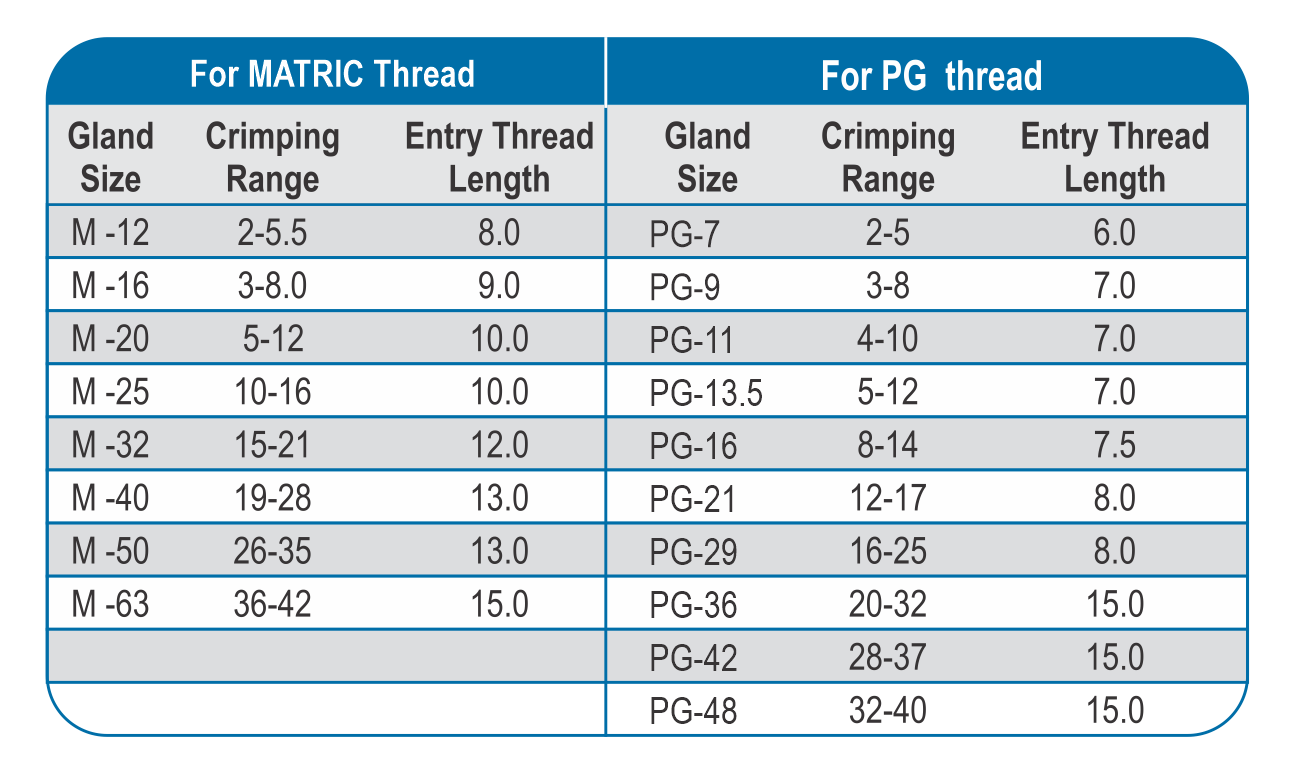 For MATRIC Thread For PG thread
Gland Size Crimping Range Entry Thread Length Gland Size Crimping Range Entry Thread Length
M -12 2-5.5 8.0 PG-7 2-5 6.0
M -16 3-8.0 9.0 PG-9 3-8 7.0
M -20 5-12 10.0 PG-11 4-10 7.0
M -25 10-16 10.0 PG-13.5 5-12 7.0
M -32 15-21 12.0 PG-16 8-14 7.5
M -40 19-28 13.0 PG-21 12-17 8.0
M -50 26-35 13.0 PG-29 16-25 8.0
M -63 36-42 15.0 PG-36 20-32 15.0
PG-42 28-37 15.0
PG-48 32-40 15.0